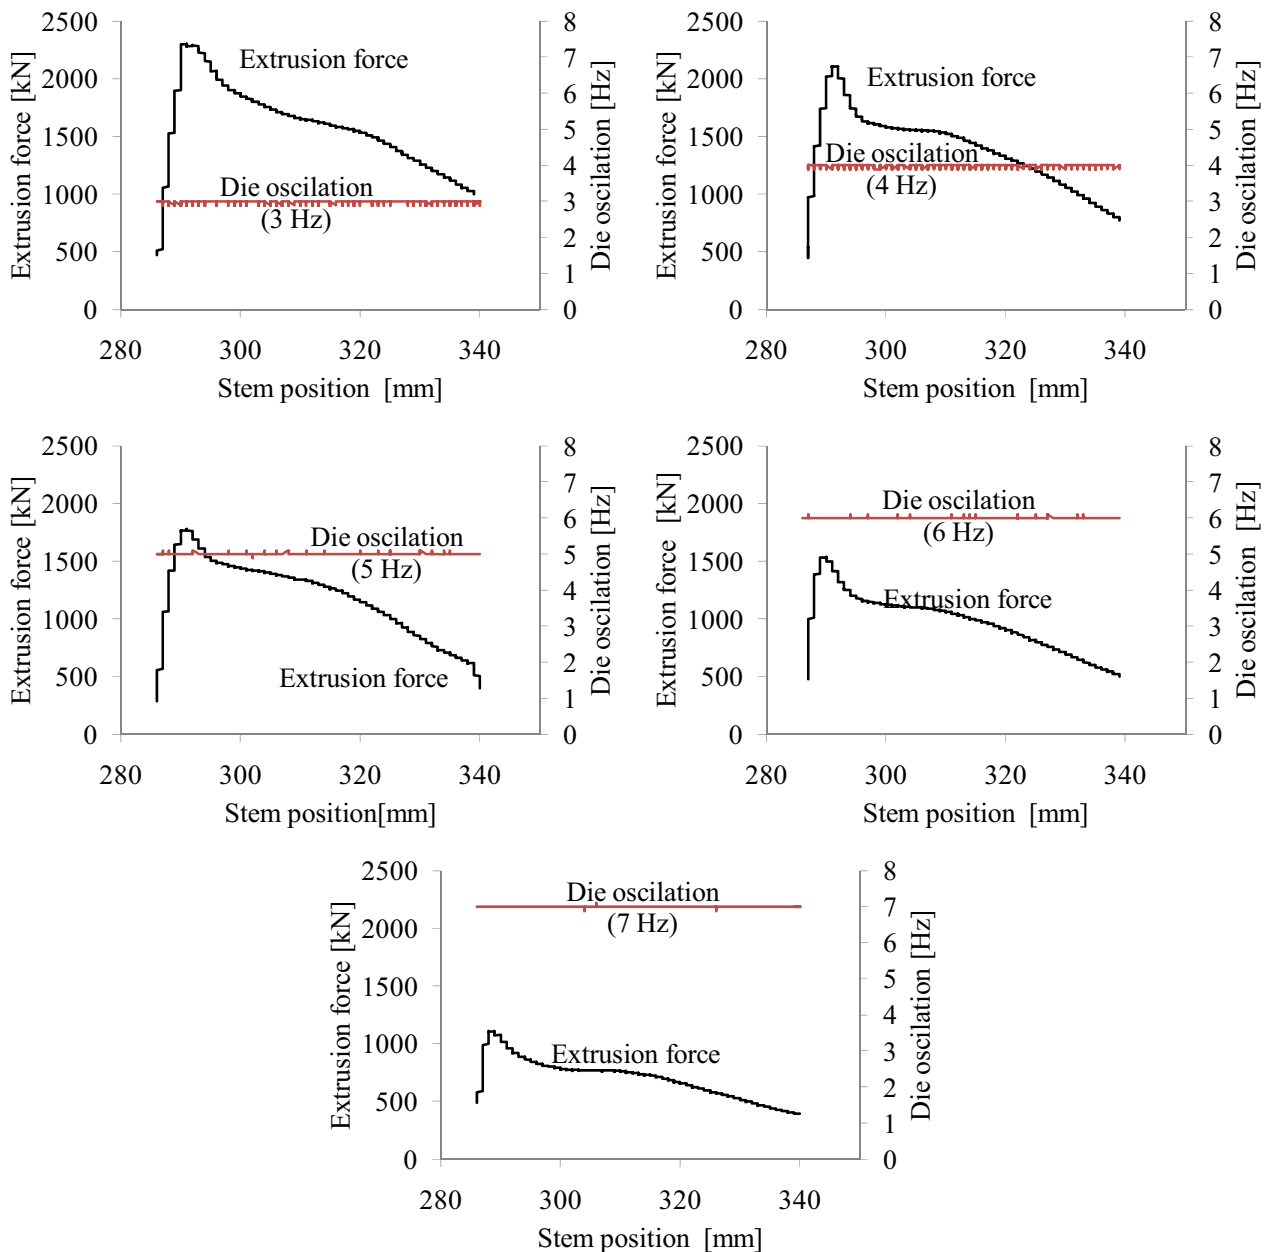 Extrusion force [kN]
2500
2000
1500
1000
500
0
Extrusion force
Die oscilation
(3 Hz)
8
7
6
5
4
3
2
1
0
Die oscilation [Hz]
280 300 320 340
Stem position [mm]
Extrusion force [kN]
2500
2000
1500
1000
500
0
Extrusion force
Die oscilation
(4 Hz)
8
7
6
5
4
3
2
1
0
Die oscilation [Hz]
280 300 320 340
Stem position [mm]
Extrusion force [kN]
2500
2000
1500
1000
500
0
Die oscilation
(5 Hz)
Extrusion force
8
7
6
5
4
3
2
1
0
Die oscilation [Hz]
280 300 320 340
Stem position[mm]
Extrusion force [kN]
2500
2000
1500
1000
500
0
Die oscilation
(6 Hz)
Extrusion force
8
7
6
5
4
3
2
1
0
Die oscilation [Hz]
280 300 320 340
Stem position [mm]
Extrusion force [kN]
2500
2000
1500
1000
500
0
Die oscilation
(7 Hz)
Extrusion force
8
7
6
5
4
3
2
1
0
Die oscilation [Hz]
280 300 320 340
Stem position [mm]